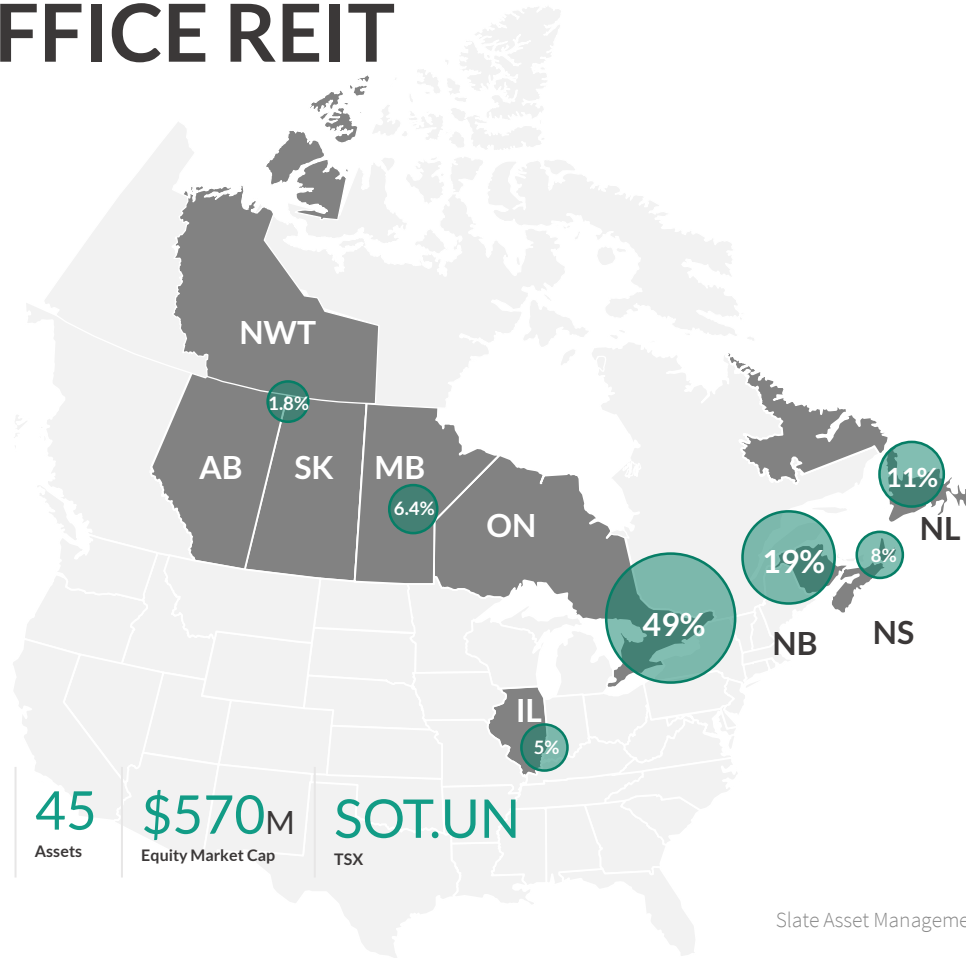 FFICE REIT
NWT
1.8%
AB
SK
MB
6.4%
ON
11%
NL
19%
8%
49%
NB
NS
IL
5%
45
Assets
$570M
Equity Market Cap
SOT.UN
TSX
Slate Asset Manageme